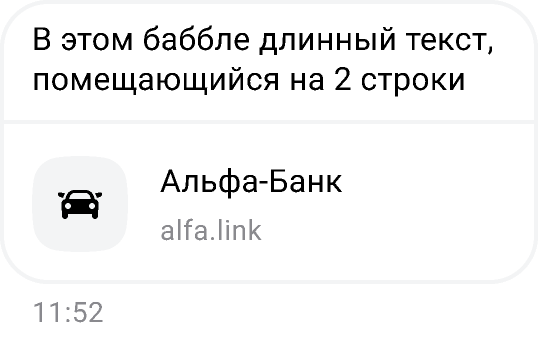 В этом баббле длинный текст,
помещающийся на 2 строки
Альфа-Банк
alfa.link
11:52